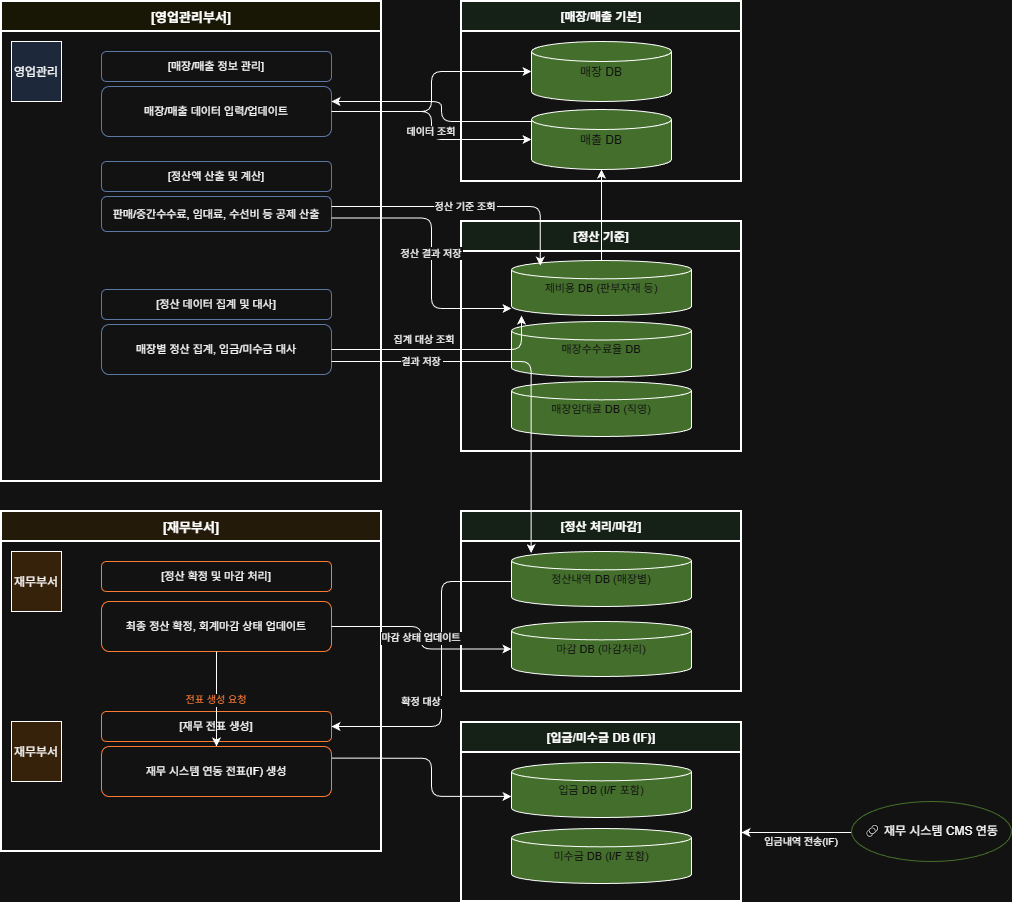 [영업관리부서]
영업관리
[매장/매출 정보 관리]
매장/매출 데이터 입력/업데이트
[정산액 산출 및 계산]
판매/중간수수료, 임대료, 수선비 등 공제 산출
[정산 데이터 집계 및 대사]
매장별 정산 집계, 입금/미수금 대사
[매장/매출 기본]
매장 DB
매출 DB
데이터 조회
정산 기준 조회
정산 결과 저장
집계 대상 조회
결과 저장
[정산 기준]
제비용 DB (판부자재 등)
매장수수료율 DB
매장임대료 DB (직영)
[재무부서]
재무부서
[정산 확정 및 마감 처리]
최종 정산 확정, 회계마감 상태 업데이트
전표 생성 요청
재무부서
[재무 전표 생성]
재무 시스템 연동 전표(IF) 생성
마감 상태 업데이트
확정 대상
[정산 처리/마감]
정산내역 DB (매장별)
마감 DB (마감처리)
[입금/미수금 DB (IF)]
입금 DB (I/F 포함)
미수금 DB (I/F 포함)
입금내역 전송(IF)
🔗 재무 시스템 CMS 연동